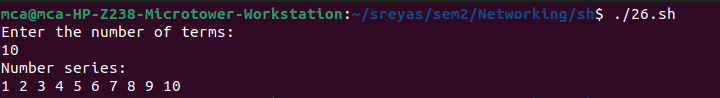 mca@mca-HP-Z238-Microtower-Workstation:~/sreyas/sem2/Networking/sh$ ./26.sh
Enter the number of terms:
10
Number series:
1 2 3 4 5 6 7 8 9 10